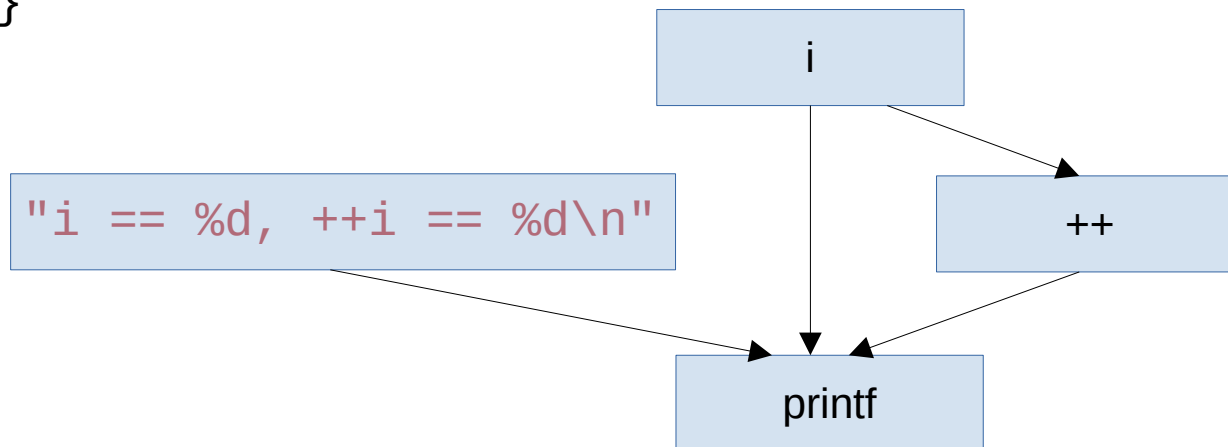 }
i
"i == %d, ++i == %d\n"
++
printf